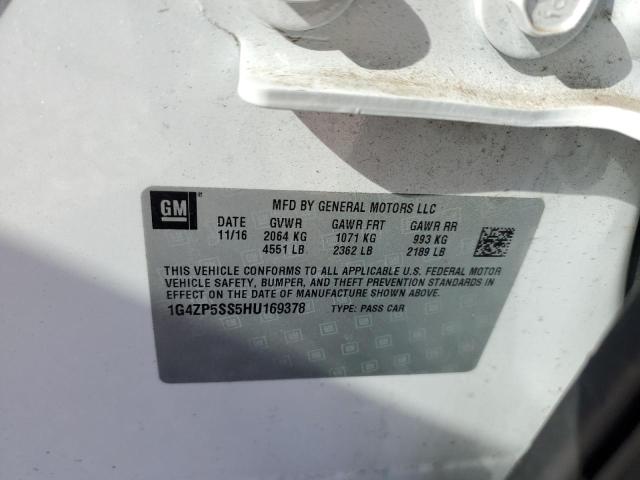 GM
MFD BY GENERAL MOTORS LLC
DATE GVWR GAWR FRT GAWR RR
11/16 2064 KG 1071 KG 993 KG
4551 LB 2362 LB 2189 LB
THIS VEHICLE CONFORMS TO ALL APPLICABLE U.S. FEDERAL MOTOR
VEHICLE SAFETY, BUMPER, AND THEFT PREVENTION STANDARDS
IN EFFECT ON THE DATE OF MANUFACTURE SHOWN ABOVE.
1G4ZP5SS5HU169378 TYPE: PASS CAR